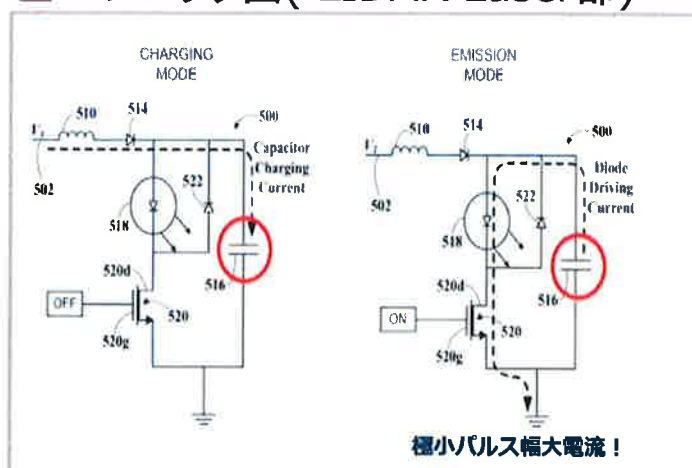 CHARGING
MODE
510
514
500
V1
502
Capacitor
Charging
Current
522
518
516
520d
OFF
520
520g
EMISSION
MODE
510
514
500
502
Diode
Driving
Current
522
518
516
520d
ON
520
520g
極小パルス幅大電流！